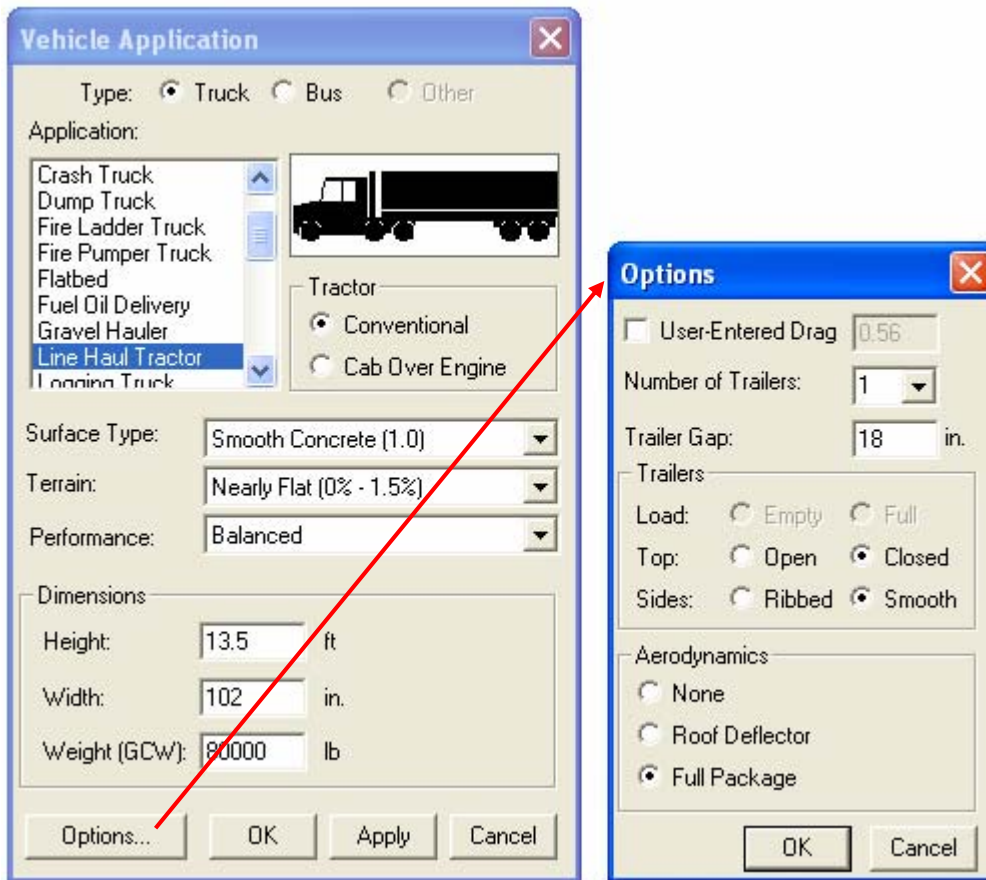 Vehicle Application
Type: Truck Bus Other
Application:
Crash Truck
Dump Truck
Fire Ladder Truck
Fire Pumper Truck
Flatbed
Fuel Oil Delivery
Gravel Hauler
Line Haul Tractor
Logging Truck
Tractor
Conventional
Cab Over Engine
Surface Type: Smooth Concrete (1.0)
Terrain: Nearly Flat (0% - 1.5%)
Performance: Balanced
Dimensions
Height: 13.5 ft
Width: 102 in.
Weight (GCW): 80000 lb
Options... OK Apply Cancel
Options
User-Entered Drag 0.56
Number of Trailers: 1
Trailer Gap: 18 in.
Trailers
Load: Empty Full
Top: Open Closed
Sides: Ribbed Smooth
Aerodynamics
None
Roof Deflector
Full Package
OK Cancel